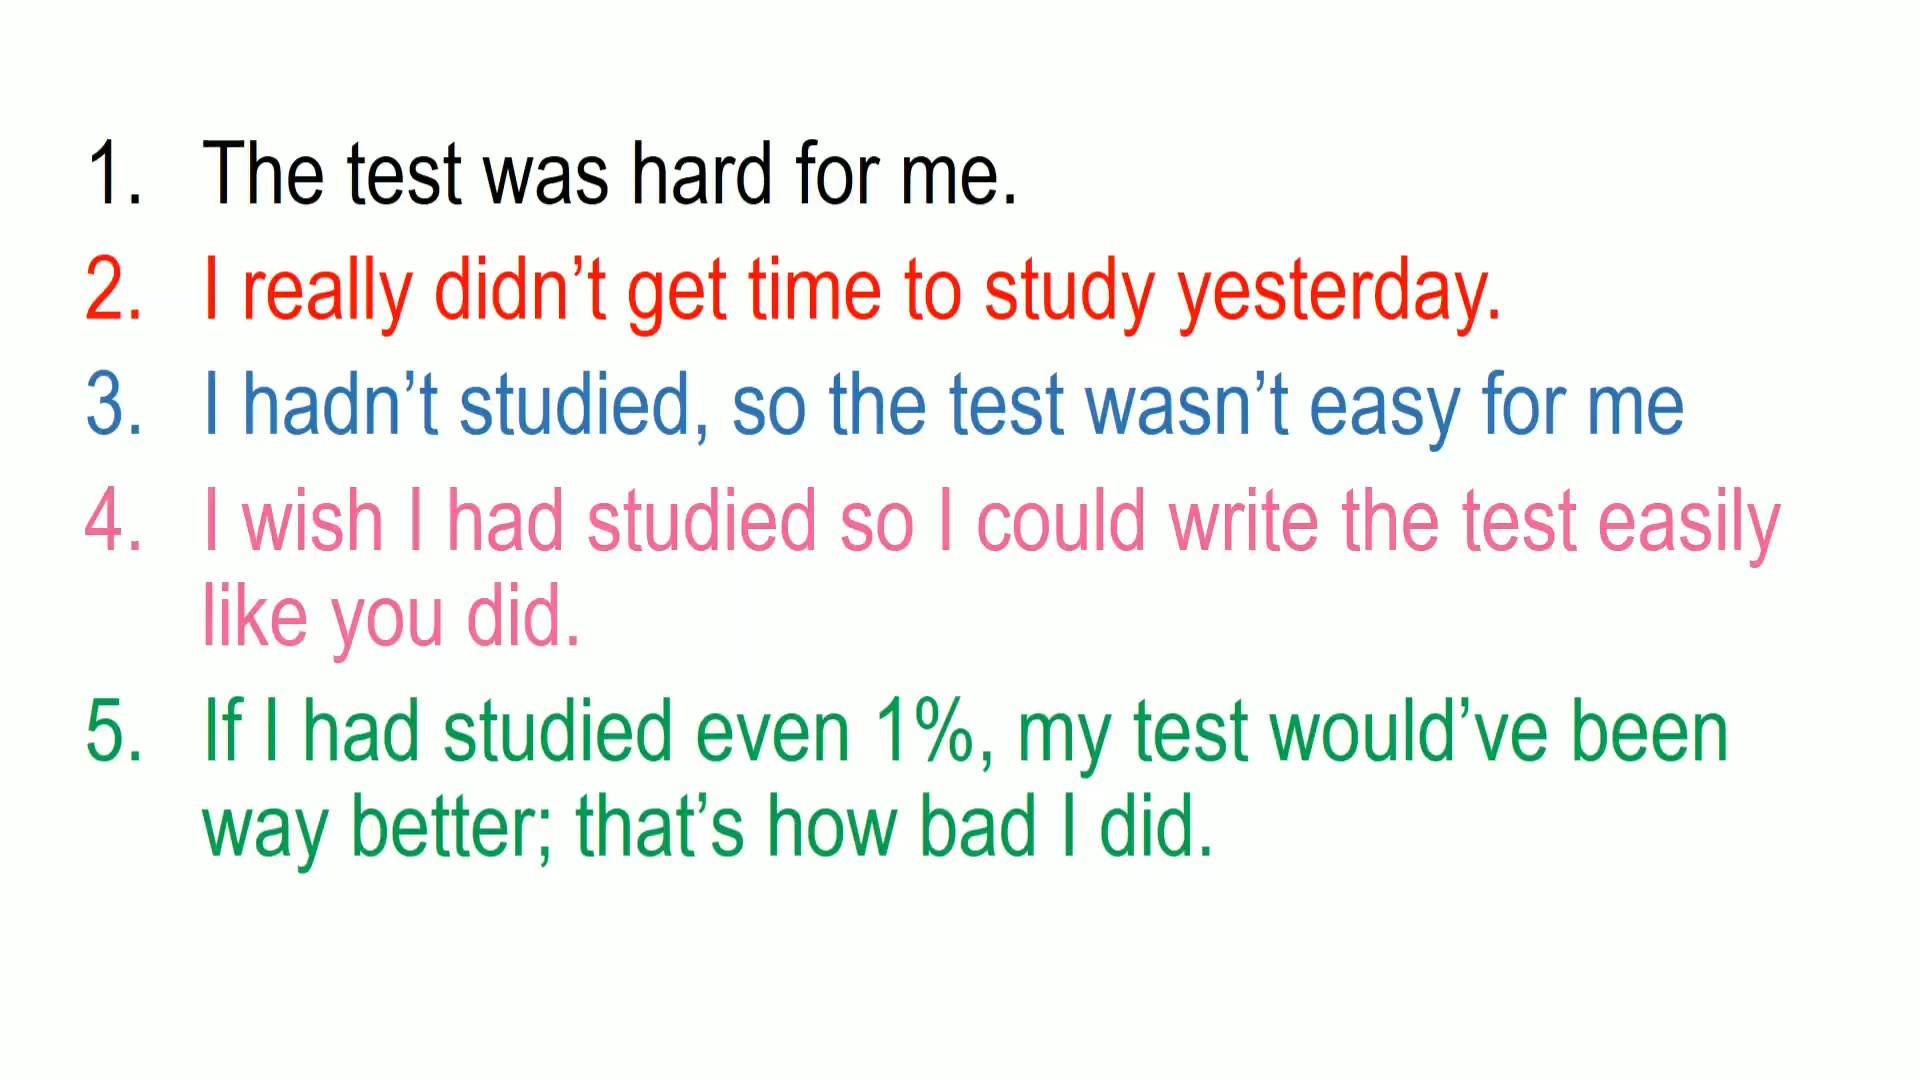 1. The test was hard for me.
2. I really didn’t get time to study yesterday.
3. I hadn’t studied, so the test wasn’t easy for me
4. I wish I had studied so I could write the test easily
like you did.
5. If I had studied even 1%, my test would’ve been
way better; that’s how bad I did.